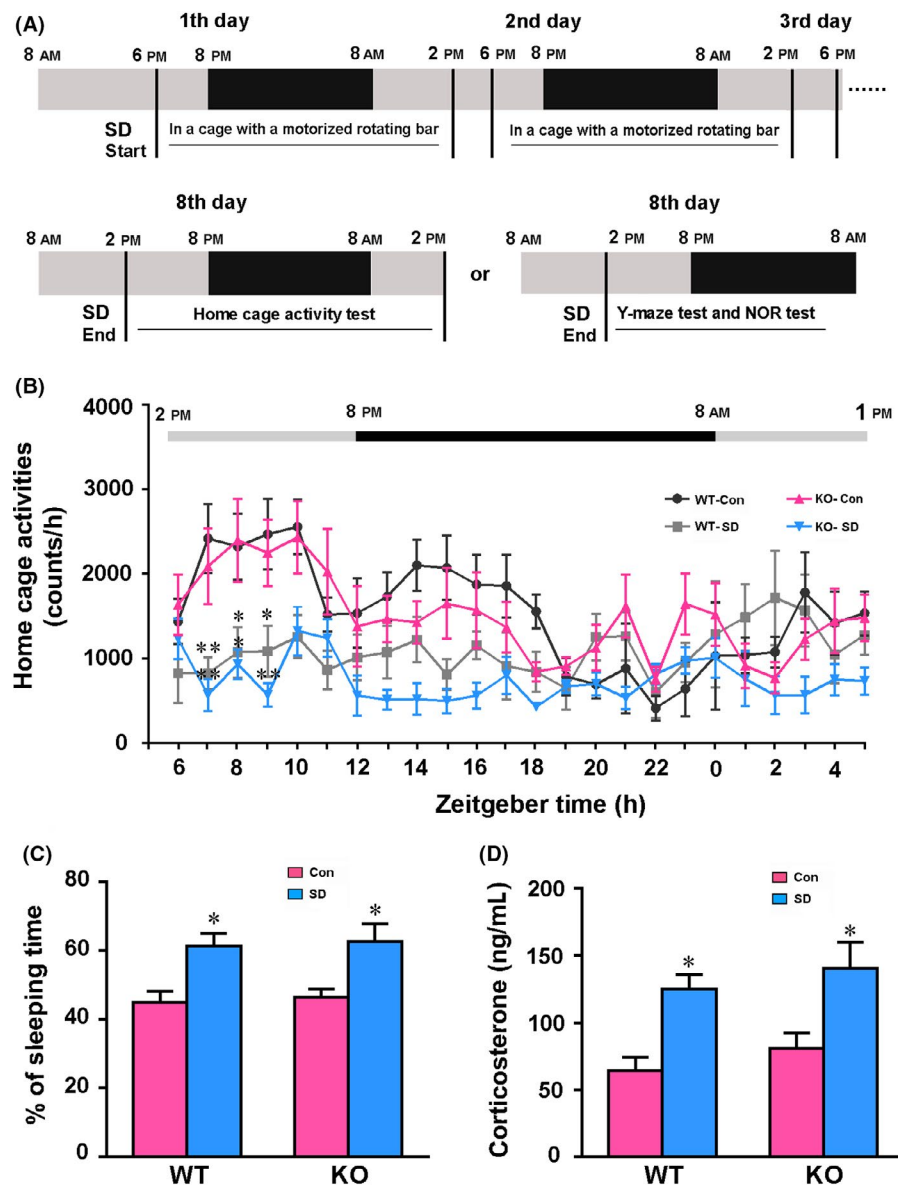 (A)
1th day 2nd day 3rd day
8 AM 6 PM 8 PM 8 AM 2 PM 6 PM 8 PM 8 AM 2 PM 6 PM
......
SD Start
In a cage with a motorized rotating bar
In a cage with a motorized rotating bar
8th day
8 AM 2 PM 8 PM 8 AM 2 PM
SD End
Home cage activity test
or
8th day
8 AM 2 PM 8 PM 8 AM
SD End
Y-maze test and NOR test
(B)
Home cage activities (counts/h)
4000
3000
2000
1000
0
2 PM 8 PM 8 AM 1 PM
WT-Con KO- Con
WT- SD KO- SD
* *
**
*
**
**
6 8 10 12 14 16 18 20 22 0 2 4
Zeitgeber time (h)
(C)
% of sleeping time
80
60
40
20
0
Con
SD
* *
WT KO
(D)
Corticosterone (ng/mL)
200
150
100
50
0
Con
SD
* *
WT KO